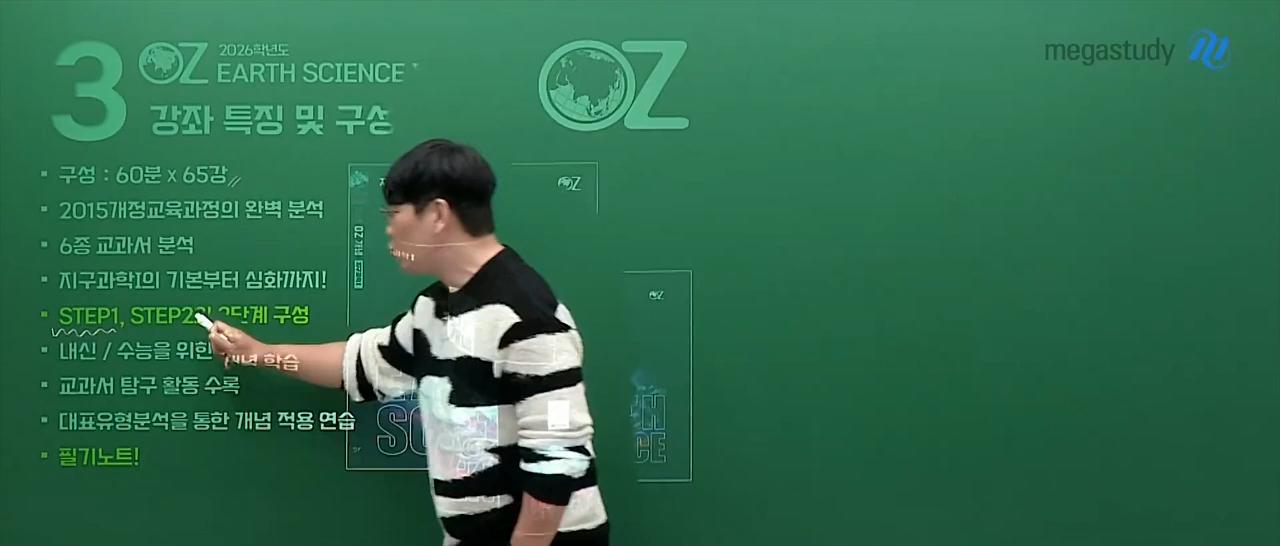 3
OZ 2026학년도
EARTH SCIENCE
강좌 특징 및 구성
OZ
megastudy
구성 : 60분 x 65강
2015개정교육과정의 완벽 분석
6종 교과서 분석
지구과학I의 기본부터 심화까지!
STEP1, STEP2의 2단계 구성
내신 / 수능을 위한 개념 학습
교과서 탐구 활동 수록
대표유형분석을 통한 개념 적용 연습
필기노트!
OZ
OZ